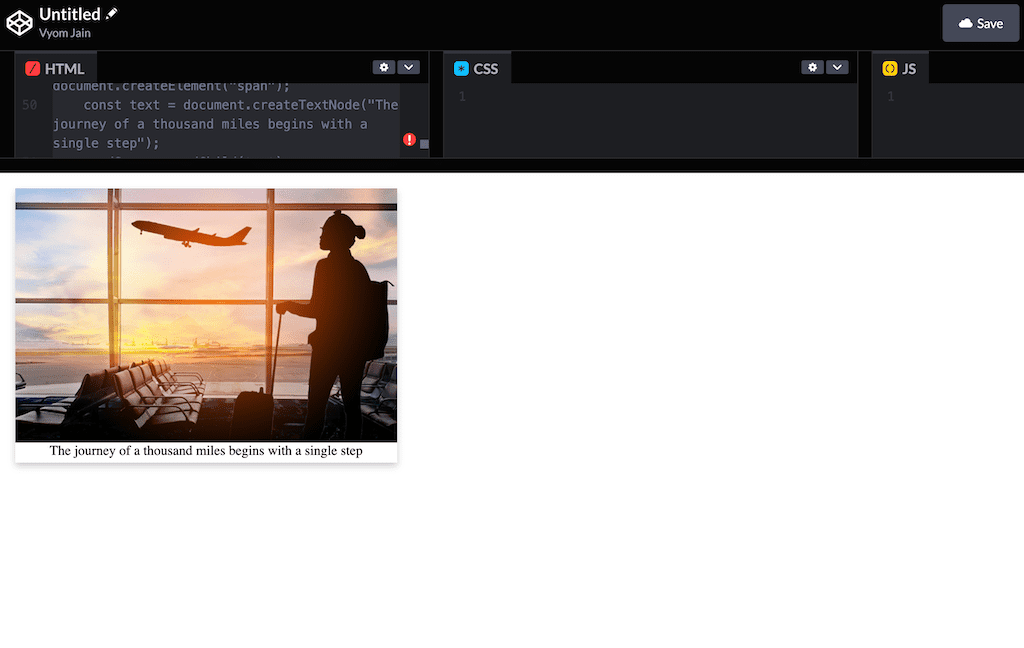 Untitled
Vyom Jain
Save
HTML
CSS
JS
document.createElement("span");
50 const text = document.createTextNode("The
journey of a thousand miles begins with a
single step");
1
1
The journey of a thousand miles begins with a single step